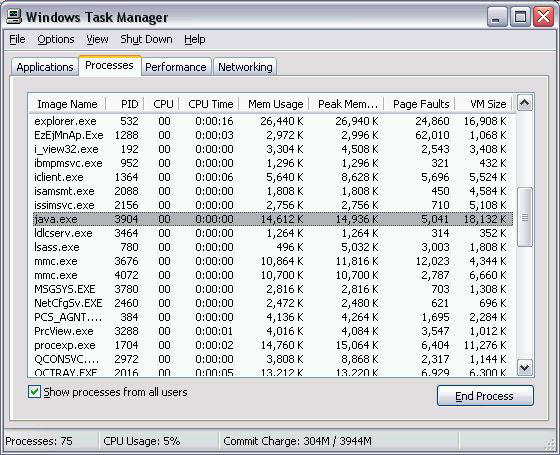 Windows Task Manager
File Options View Shut Down Help
Applications Processes Performance Networking
Image Name PID CPU CPU Time Mem Usage Peak Mem... Page Faults VM Size
explorer.exe 532 00 0:00:16 26,440 K 26,940 K 24,860 16,908 K
EzEjMnAp.Exe 1288 00 0:00:03 2,972 K 2,996 K 62,010 1,068 K
i_view32.exe 192 00 0:00:00 3,304 K 4,508 K 2,543 3,408 K
ibmpmsvc.exe 952 00 0:00:00 1,296 K 1,296 K 321 432 K
iclient.exe 1364 00 0:00:06 5,640 K 8,628 K 5,696 5,524 K
isamsmt.exe 2088 00 0:00:00 1,808 K 1,808 K 450 4,584 K
issimsvc.exe 2156 00 0:00:00 2,756 K 2,756 K 710 5,108 K
java.exe 3904 00 0:00:00 14,612 K 14,936 K 5,041 18,132 K
ldlcserv.exe 3464 00 0:00:00 1,264 K 1,264 K 314 352 K
lsass.exe 780 00 0:00:00 496 K 5,032 K 3,003 1,808 K
mmc.exe 3676 00 0:00:00 10,864 K 11,816 K 12,023 4,344 K
mmc.exe 4072 00 0:00:00 10,700 K 10,700 K 2,787 6,660 K
MSGSYS.EXE 3780 00 0:00:00 2,816 K 2,816 K 703 1,308 K
NetCfgSv.EXE 2460 00 0:00:00 2,472 K 2,480 K 621 696 K
PCS_AGNT.... 384 00 0:00:00 4,136 K 4,264 K 1,695 2,284 K
PrcView.exe 3288 00 0:00:01 4,016 K 4,084 K 3,547 1,012 K
procexp.exe 1704 00 0:00:02 14,760 K 15,064 K 6,404 11,276 K
QCONSVC.... 2972 00 0:00:00 3,808 K 8,868 K 2,317 1,144 K
QCTRAY.EXE 2016 00 0:00:05 13,212 K 15,220 K 6,929 6,300 K
Show processes from all users
End Process
Processes: 75 CPU Usage: 5% Commit Charge: 304M / 3944M